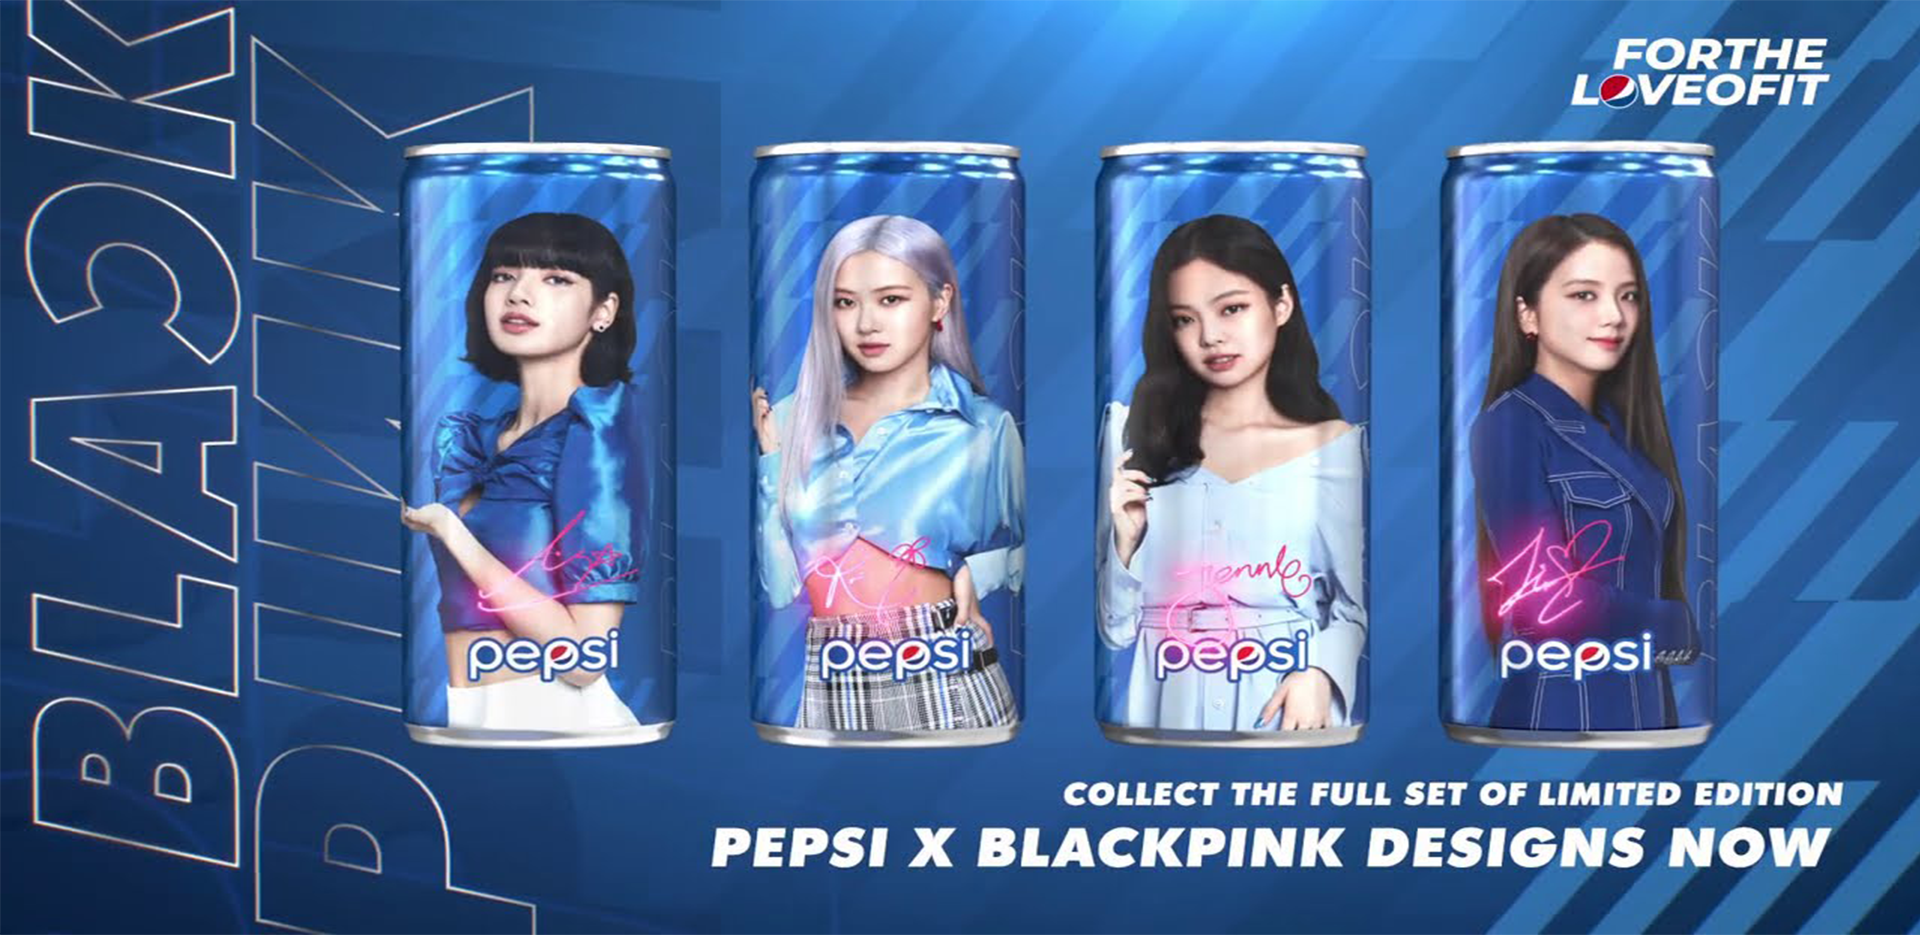 BLACK
PINK
FORTHE
LOVEOFIT
Jennie
pepsi
pepsi
pepsi
pepsi
COLLECT THE FULL SET OF LIMITED EDITION
PEPSI X BLACKPINK DESIGNS NOW